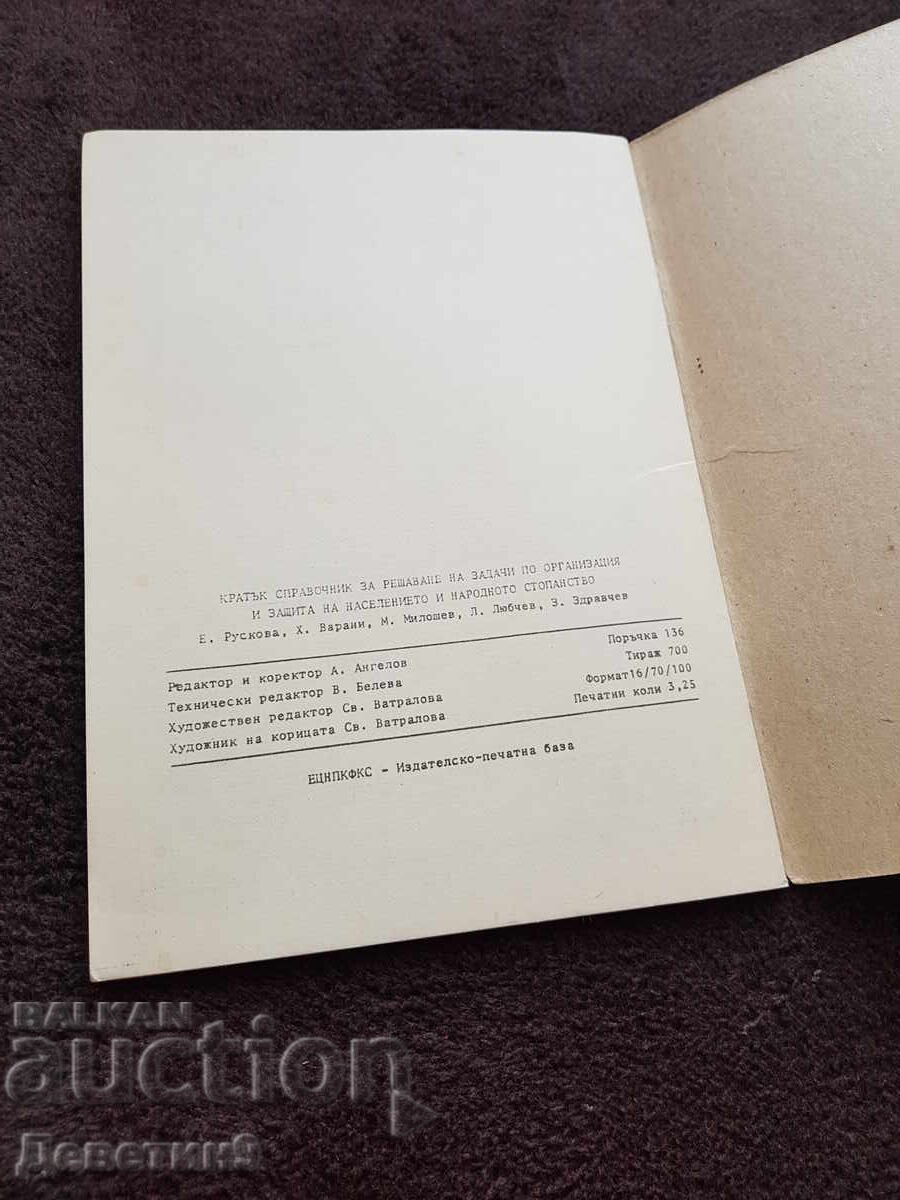 КРАТЪК СПРАВОЧНИК ЗА РЕШАВАНЕ НА ЗАДАЧИ ПО ОРГАНИЗАЦИЯ
И ЗАЩИТА НА НАСЕЛЕНИЕТО И НАРОДНОТО СТОПАНСТВО
Е. Рускова, Х. Варани, М. Милошев, Л. Любчев, З. Здравчев
Редактор и коректор А. Ангелов Поръчка 136
Технически редактор В. Белева Тираж 700
Художествен редактор Св. Ватралова Формат16/70/100
Художник на корицата Св. Ватралова Печатни коли 3,25
ЕЦНПКФКС - Издателско-печатна база
BALKAN
auction
Деветин9